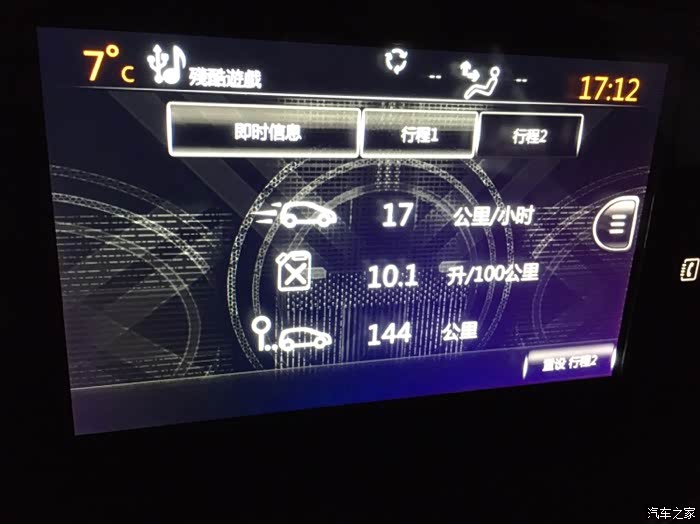 7°C 残酷遊戲 -- -- 17:12
即时信息 行程1 行程2
17 公里/小时
10.1 升/100公里
144 公里
重设 行程2
汽车之家